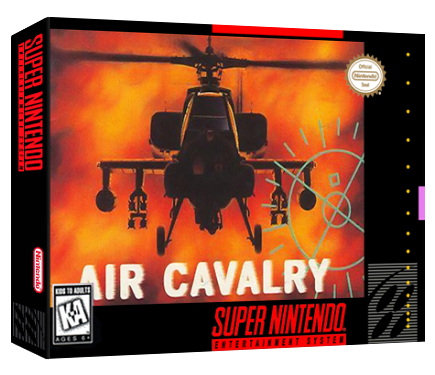 SUPER NINTENDO
ENTERTAINMENT SYSTEM
Nintendo
Official
Nintendo
Seal
AIR CAVALRY
KIDS TO ADULTS
K-A
AGES 6+
SUPER NINTENDO
ENTERTAINMENT SYSTEM